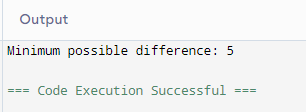 Output
Minimum possible difference: 5
=== Code Execution Successful ===